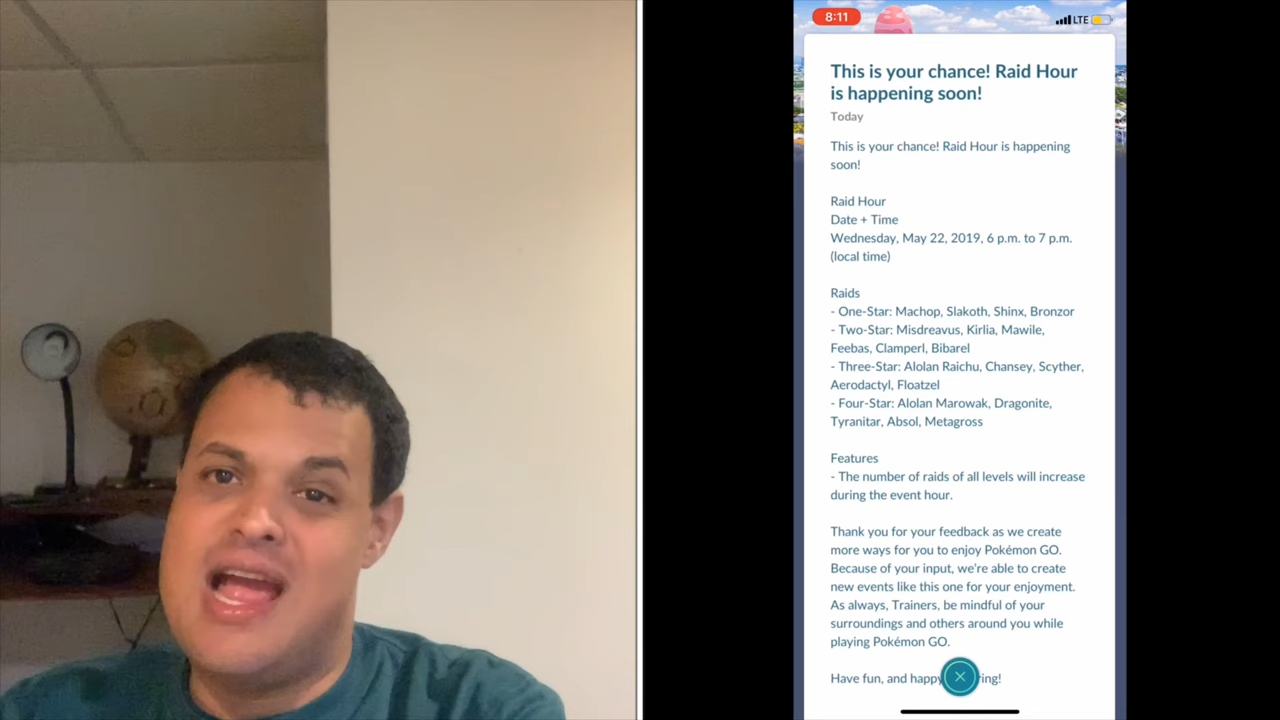 8:11
LTE
This is your chance! Raid Hour
is happening soon!
Today
This is your chance! Raid Hour is happening
soon!
Raid Hour
Date + Time
Wednesday, May 22, 2019, 6 p.m. to 7 p.m.
(local time)
Raids
- One-Star: Machop, Slakoth, Shinx, Bronzor
- Two-Star: Misdreavus, Kirlia, Mawile,
Feebas, Clamperl, Bibarel
- Three-Star: Alolan Raichu, Chansey, Scyther,
Aerodactyl, Floatzel
- Four-Star: Alolan Marowak, Dragonite,
Tyranitar, Absol, Metagross
Features
- The number of raids of all levels will increase
during the event hour.
Thank you for your feedback as we create
more ways for you to enjoy Pokémon GO.
Because of your input, we're able to create
new events like this one for your enjoyment.
As always, Trainers, be mindful of your
surroundings and others around you while
playing Pokémon GO.
Have fun, and happy